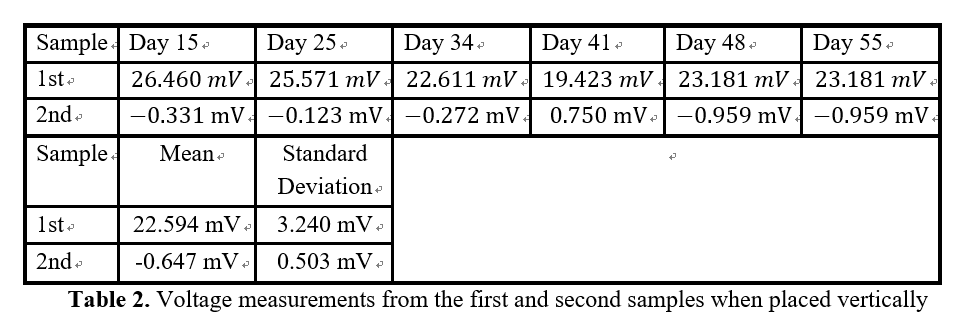 Sample Day 15 Day 25 Day 34 Day 41 Day 48 Day 55
1st 26.460 mV 25.571 mV 22.611 mV 19.423 mV 23.181 mV 23.181 mV
2nd −0.331 mV −0.123 mV −0.272 mV 0.750 mV −0.959 mV −0.959 mV
Sample Mean Standard
Deviation
1st 22.594 mV 3.240 mV
2nd -0.647 mV 0.503 mV
Table 2. Voltage measurements from the first and second samples when placed vertically